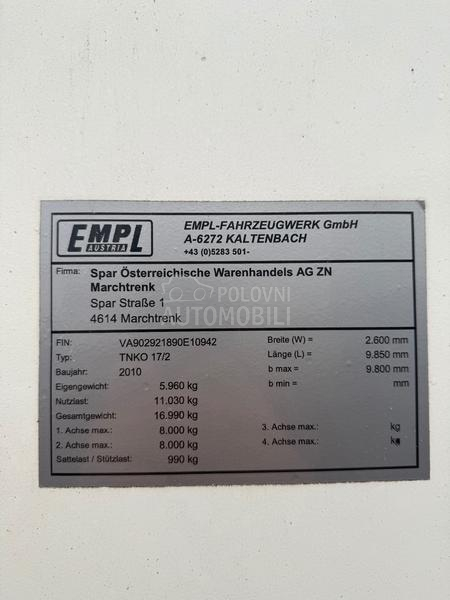 EMPL
AUSTRIA
EMPL-FAHRZEUGWERK GmbH
A-6272 KALTENBACH
+43 (0)5283 501-
Firma: Spar Österreichische Warenhandels AG ZN
Marchtrenk
Spar Straße 1
4614 Marchtrenk
POLOVNI
AUTOMOBILI
FIN: VA902921890E10942 Breite (W) = 2.600 mm
Typ: TNKO 17/2 Länge (L) = 9.850 mm
Baujahr: 2010 b max = 9.800 mm
Eigengewicht: 5.960 kg b min = mm
Nutzlast: 11.030 kg
Gesamtgewicht: 16.990 kg
1. Achse max.: 8.000 kg 3. Achse max.: kg
2. Achse max.: 8.000 kg 4. Achse max.: kg
Sattelast / Stützlast: 990 kg